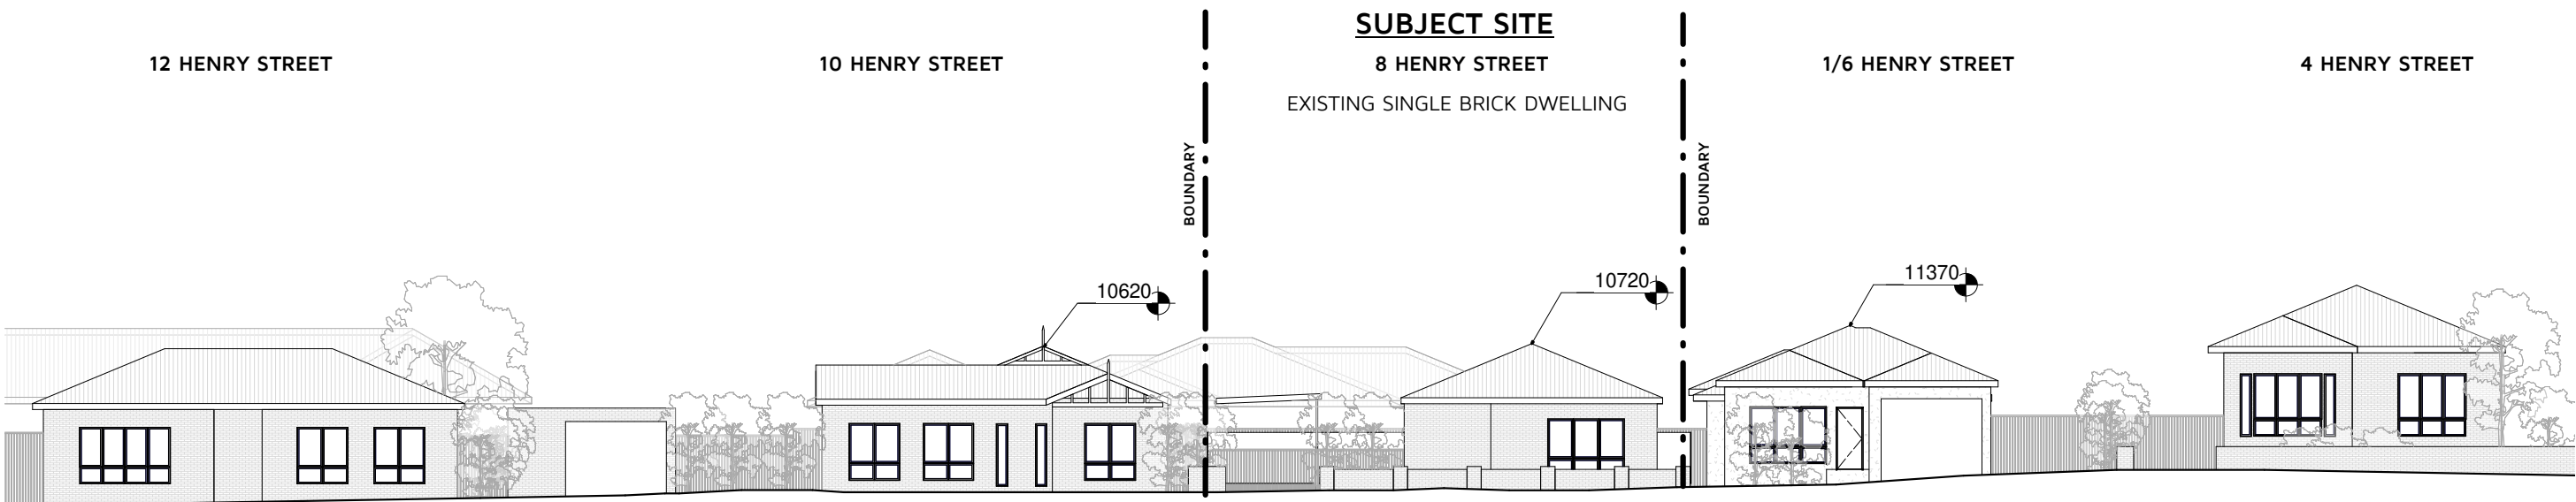 SUBJECT SITE
12 HENRY STREET
10 HENRY STREET
8 HENRY STREET
1/6 HENRY STREET
4 HENRY STREET
EXISTING SINGLE BRICK DWELLING
BOUNDARY
BOUNDARY
10620
10720
11370